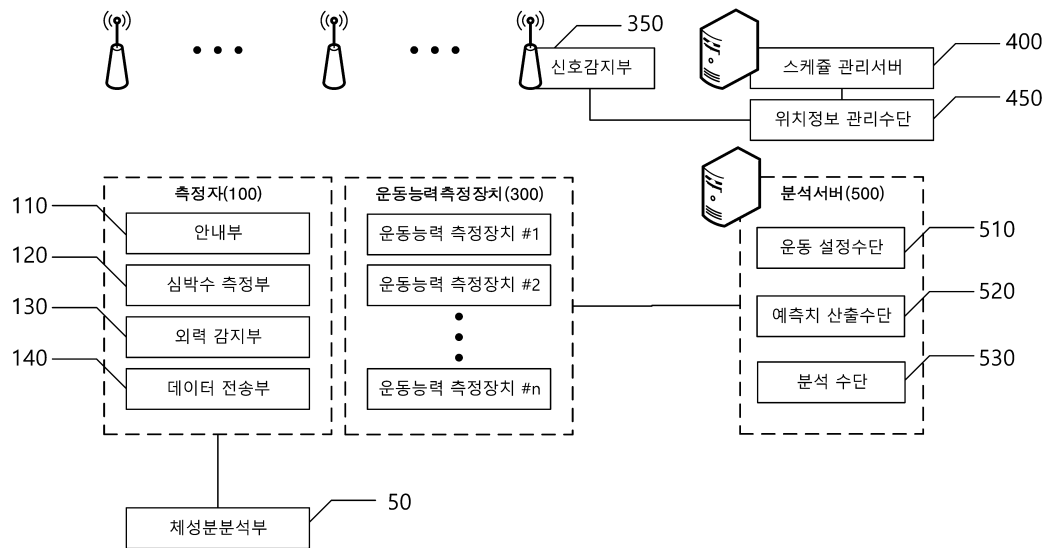 350
신호감지부
400
스케쥴 관리서버
450
위치정보 관리수단
측정자(100)
110
안내부
120
심박수 측정부
130
외력 감지부
140
데이터 전송부
운동능력측정장치(300)
운동능력 측정장치 #1
운동능력 측정장치 #2
운동능력 측정장치 #n
분석서버(500)
510
운동 설정수단
520
예측치 산출수단
530
분석 수단
50
체성분분석부